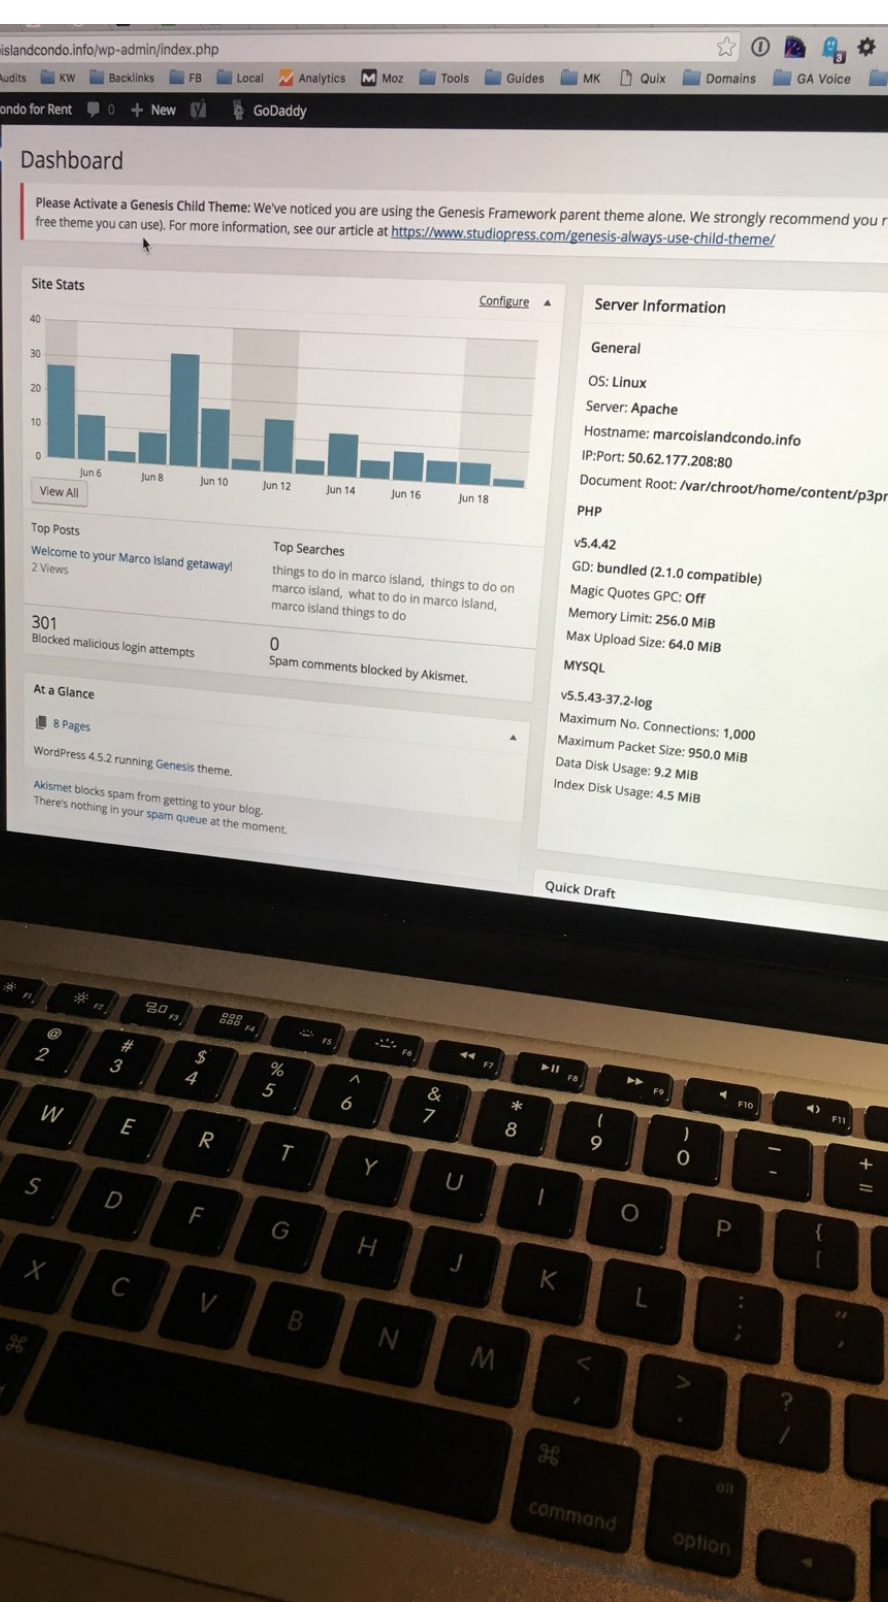 islandcondo.info/wp-admin/index.php
Audits KW Backlinks FB Local Analytics Moz Tools Guides MK Quix Domains GA Voice
ondo for Rent 0 + New GoDaddy
Dashboard
Please Activate a Genesis Child Theme: We've noticed you are using the Genesis Framework parent theme alone. We strongly recommend you r
free theme you can use). For more information, see our article at https://www.studiopress.com/genesis-always-use-child-theme/
Site Stats
Configure
40
30
20
10
0
Jun 6 Jun 8 Jun 10 Jun 12 Jun 14 Jun 16 Jun 18
View All
Top Posts
Welcome to your Marco Island getaway!
2 Views
Top Searches
things to do in marco island, things to do on
marco island, what to do in marco island,
marco island things to do
301
Blocked malicious login attempts
0
Spam comments blocked by Akismet.
At a Glance
8 Pages
WordPress 4.5.2 running Genesis theme.
Akismet blocks spam from getting to your blog.
There's nothing in your spam queue at the moment.
Server Information
General
OS: Linux
Server: Apache
Hostname: marcoislandcondo.info
IP:Port: 50.62.177.208:80
Document Root: /var/chroot/home/content/p3pr
PHP
v5.4.42
GD: bundled (2.1.0 compatible)
Magic Quotes GPC: Off
Memory Limit: 256.0 MiB
Max Upload Size: 64.0 MiB
MYSQL
v5.5.43-37.2-log
Maximum No. Connections: 1,000
Maximum Packet Size: 950.0 MiB
Data Disk Usage: 9.2 MiB
Index Disk Usage: 4.5 MiB
Quick Draft
F1 F2 F3 F4 F5 F6 F7 F8 F9 F10 F11
@ # $ % ^ & * ( ) _ +
2 3 4 5 6 7 8 9 0 - =
W E R T Y U I O P { [
S D F G H J K L : ; " '
X C V B N M < , > . ? /
⌘ ⌘ command alt option